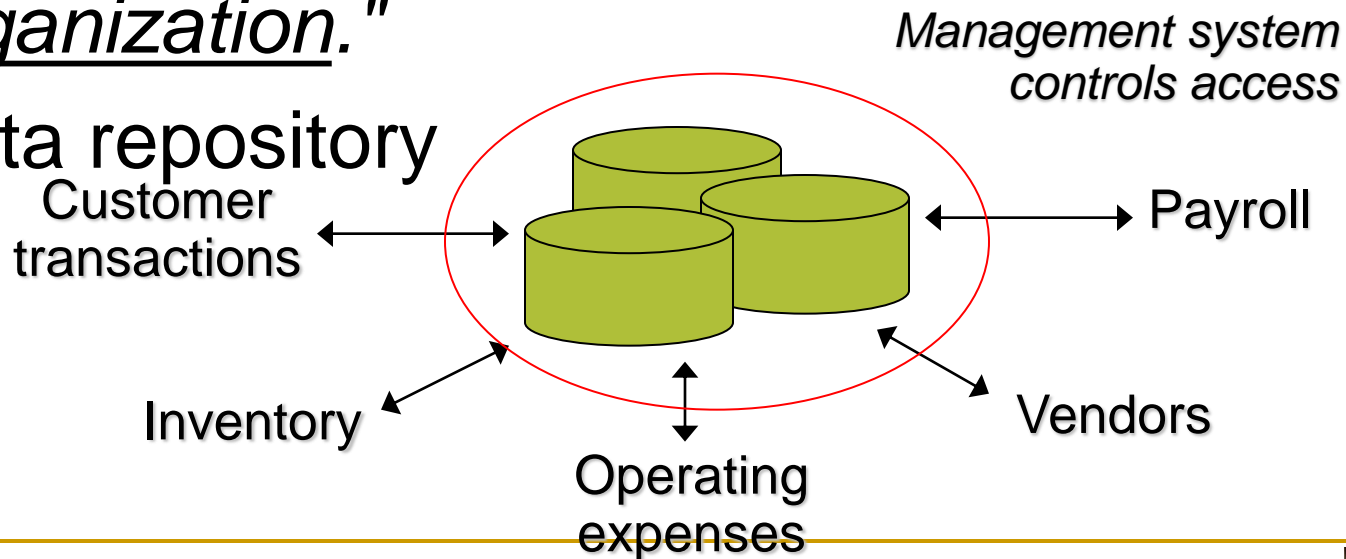 ganization."
Management system
controls access
ta repository
Customer
transactions
Payroll
Inventory
Vendors
Operating
expenses